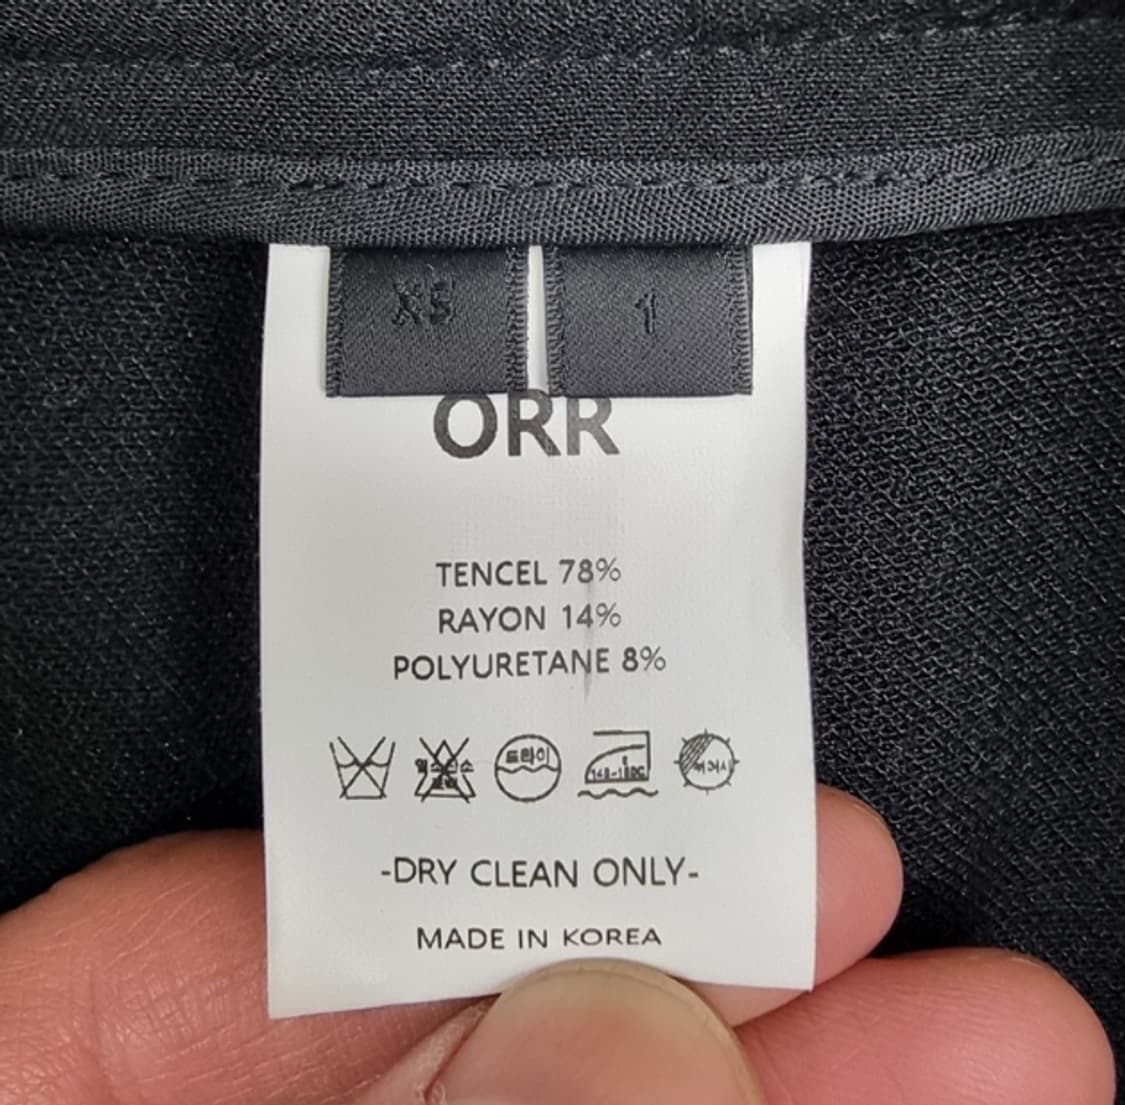 XS
1
ORR
TENCEL 78%
RAYON 14%
POLYURETANE 8%
드라이
-DRY CLEAN ONLY-
MADE IN KOREA